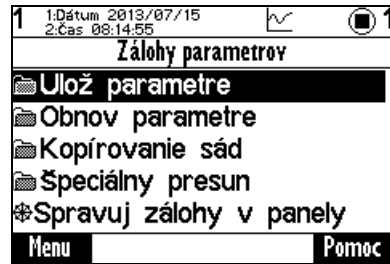 1 1:Dátum 2013/07/15 1
2:Čas 08:14:55
Zálohy parametrov
Ulož parametre
Obnov parametre
Kopírovanie sád
Špeciálny presun
Spravuj zálohy v panely
Menu Pomoc